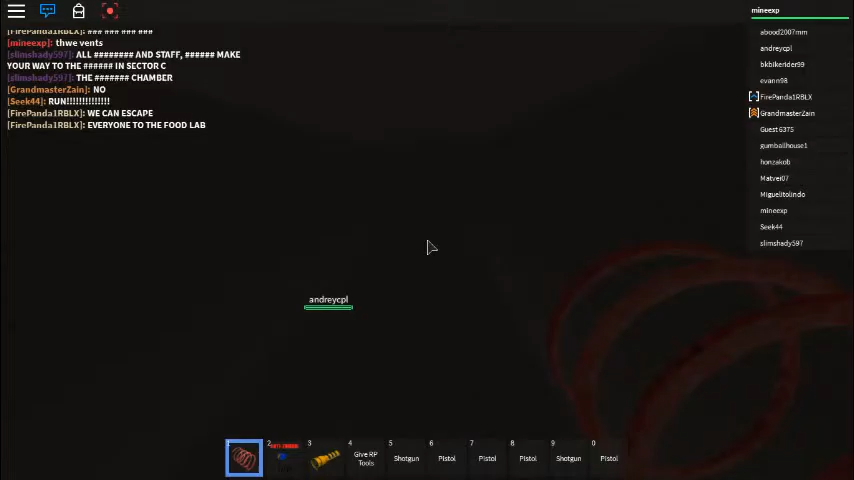 [FirePanda1RBLX]: ### ### ### ###
[mineexp]: thwe vents
[slimshady597]: ALL ######## AND STAFF, ###### MAKE
YOUR WAY TO THE ###### IN SECTOR C
[slimshady597]: THE ####### CHAMBER
[GrandmasterZain]: NO
[Seek44]: RUN!!!!!!!!!!!!!!
[FirePanda1RBLX]: WE CAN ESCAPE
[FirePanda1RBLX]: EVERYONE TO THE FOOD LAB
mineexp
abood2007mm
andreycpl
bkbikerider99
evann98
FirePanda1RBLX
GrandmasterZain
Guest 6375
gumballhouse1
honzakob
Matvei07
Miguelitolindo
mineexp
Seek44
slimshady597
andreycpl
1
2
3
4 Give RP Tools
5 Shotgun
6 Pistol
7 Pistol
8 Pistol
9 Shotgun
0 Pistol